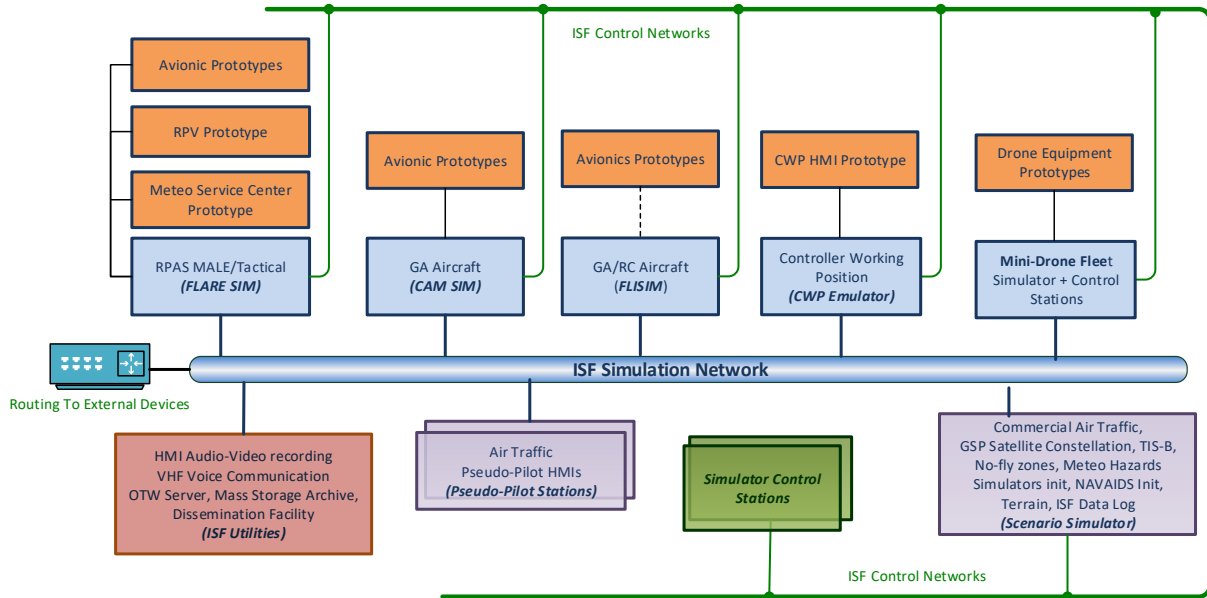 ISF Control Networks
Avionic Prototypes
RPV Prototype
Meteo Service Center
Prototype
RPAS MALE/Tactical
(FLARE SIM)
Avionic Prototypes
GA Aircraft
(CAM SIM)
Avionics Prototypes
GA/RC Aircraft
(FLISIM)
CWP HMI Prototype
Controller Working
Position
(CWP Emulator)
Drone Equipment
Prototypes
Mini-Drone Fleet
Simulator + Control
Stations
ISF Simulation Network
Routing To External Devices
HMI Audio-Video recording
VHF Voice Communication
OTW Server, Mass Storage Archive,
Dissemination Facility
(ISF Utilities)
Air Traffic
Pseudo-Pilot HMIs
(Pseudo-Pilot Stations)
Simulator Control
Stations
Commercial Air Traffic,
GSP Satellite Constellation, TIS-B,
No-fly zones, Meteo Hazards
Simulators init, NAVAIDS Init,
Terrain, ISF Data Log
(Scenario Simulator)
ISF Control Networks